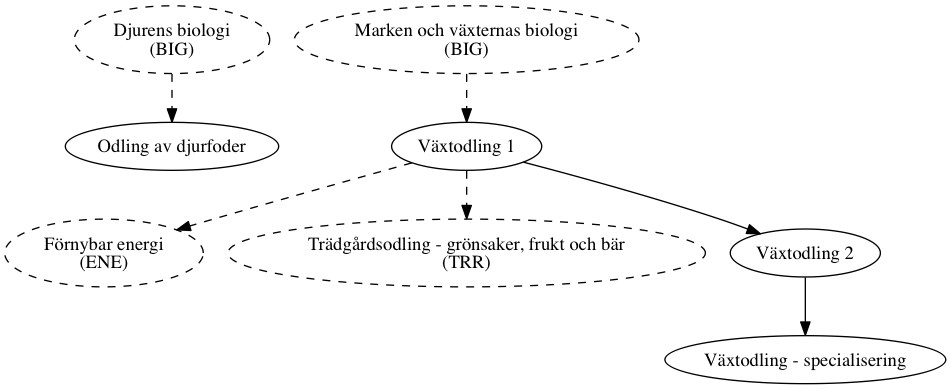 Djurens biologi
(BIG)
Marken och växternas biologi
(BIG)
Odling av djurfoder
Växtodling 1
Förnybar energi
(ENE)
Trädgårdsodling - grönsaker, frukt och bär
(TRR)
Växtodling 2
Växtodling - specialisering